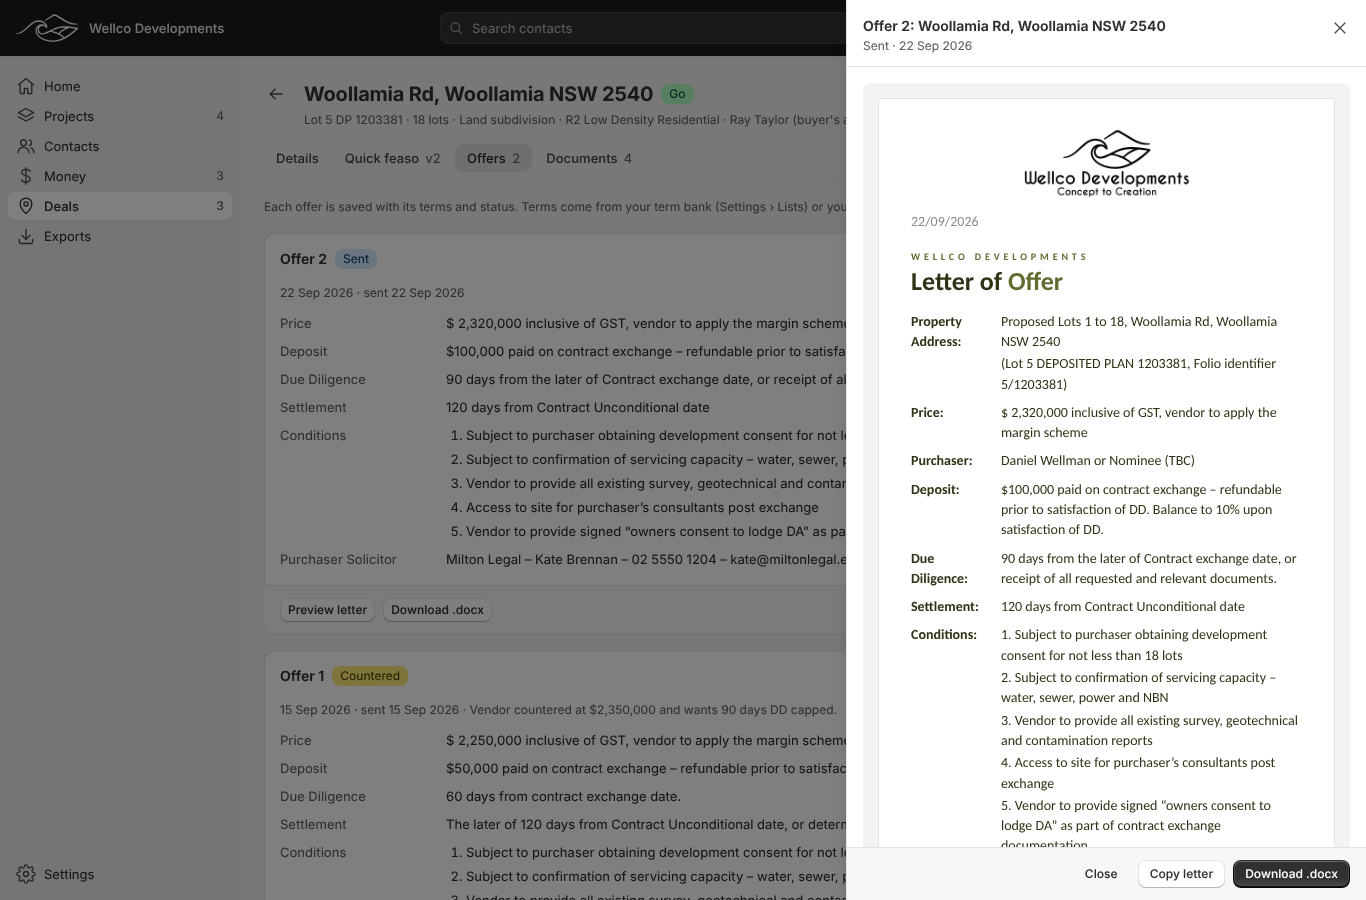 Wellco Developments
Search contacts
Home
Projects 4
Contacts
Money 3
Deals 3
Exports
Settings
Woollamia Rd, Woollamia NSW 2540 Go
Lot 5 DP 1203381 · 18 lots · Land subdivision · R2 Low Density Residential · Ray Taylor (buyer's a
Details
Quick feaso v2
Offers 2
Documents 4
Each offer is saved with its terms and status. Terms come from your term bank (Settings › Lists) or you
Offer 2 Sent
22 Sep 2026 · sent 22 Sep 2026
Price $ 2,320,000 inclusive of GST, vendor to apply the margin scheme
Deposit $100,000 paid on contract exchange – refundable prior to satisfa
Due Diligence 90 days from the later of Contract exchange date, or receipt of al
Settlement 120 days from Contract Unconditional date
Conditions 1. Subject to purchaser obtaining development consent for not le
2. Subject to confirmation of servicing capacity – water, sewer, p
3. Vendor to provide all existing survey, geotechnical and contar
4. Access to site for purchaser’s consultants post exchange
5. Vendor to provide signed “owners consent to lodge DA” as pa
Purchaser Solicitor Milton Legal – Kate Brennan – 02 5550 1204 – kate@miltonlegal.e
Preview letter
Download .docx
Offer 1 Countered
15 Sep 2026 · sent 15 Sep 2026 · Vendor countered at $2,350,000 and wants 90 days DD capped.
Price $ 2,250,000 inclusive of GST, vendor to apply the margin scheme
Deposit $50,000 paid on contract exchange – refundable prior to satisfac
Due Diligence 60 days from contract exchange date.
Settlement The later of 120 days from Contract Unconditional date, or detern
Conditions 1. Subject to purchaser obtaining development consent for not le
2. Subject to confirmation of servicing capacity – water, sewer, p
3. Vendor to provide all existing survey, geotechnical and contar
Offer 2: Woollamia Rd, Woollamia NSW 2540
Sent · 22 Sep 2026
Wellco Developments
Concept to Creation
22/09/2026
WELLCO DEVELOPMENTS
Letter of Offer
Property Address:
Proposed Lots 1 to 18, Woollamia Rd, Woollamia
NSW 2540
(Lot 5 DEPOSITED PLAN 1203381, Folio identifier
5/1203381)
Price: $ 2,320,000 inclusive of GST, vendor to apply the
margin scheme
Purchaser: Daniel Wellman or Nominee (TBC)
Deposit: $100,000 paid on contract exchange – refundable
prior to satisfaction of DD. Balance to 10% upon
satisfaction of DD.
Due Diligence:
90 days from the later of Contract exchange date, or
receipt of all requested and relevant documents.
Settlement: 120 days from Contract Unconditional date
Conditions: 1. Subject to purchaser obtaining development
consent for not less than 18 lots
2. Subject to confirmation of servicing capacity –
water, sewer, power and NBN
3. Vendor to provide all existing survey, geotechnical
and contamination reports
4. Access to site for purchaser’s consultants post
exchange
5. Vendor to provide signed “owners consent to
lodge DA” as part of contract exchange
documentation
Close
Copy letter
Download .docx